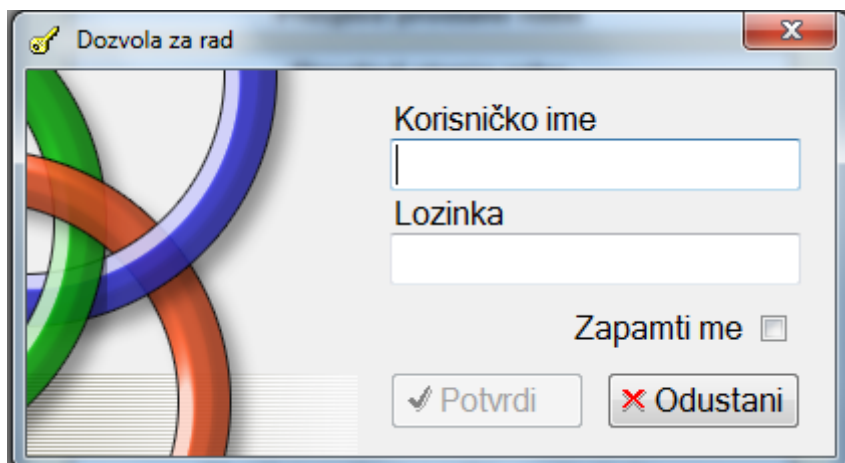 Dozvola za rad
Korisničko ime
Lozinka
Zapamti me
Potvrdi
Odustani